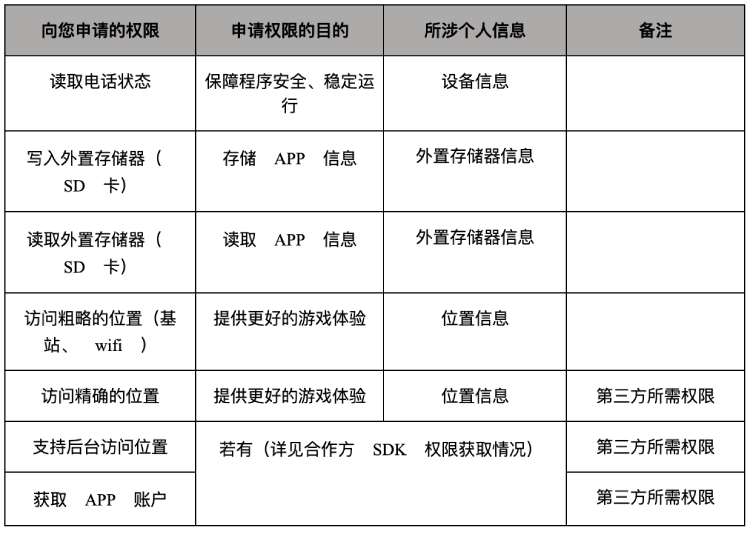 向您申请的权限 申请权限的目的 所涉个人信息 备注
读取电话状态 保障程序安全、稳定运 设备信息
行
写入外置存储器（ 存储 APP 信息 外置存储器信息
SD 卡）
读取外置存储器（ 读取 APP 信息 外置存储器信息
SD 卡）
访问粗略的位置（基 提供更好的游戏体验 位置信息
站、 wifi ）
访问精确的位置 提供更好的游戏体验 位置信息 第三方所需权限
支持后台访问位置 若有（详见合作方 SDK 权限获取情况） 第三方所需权限
获取 APP 账户 第三方所需权限